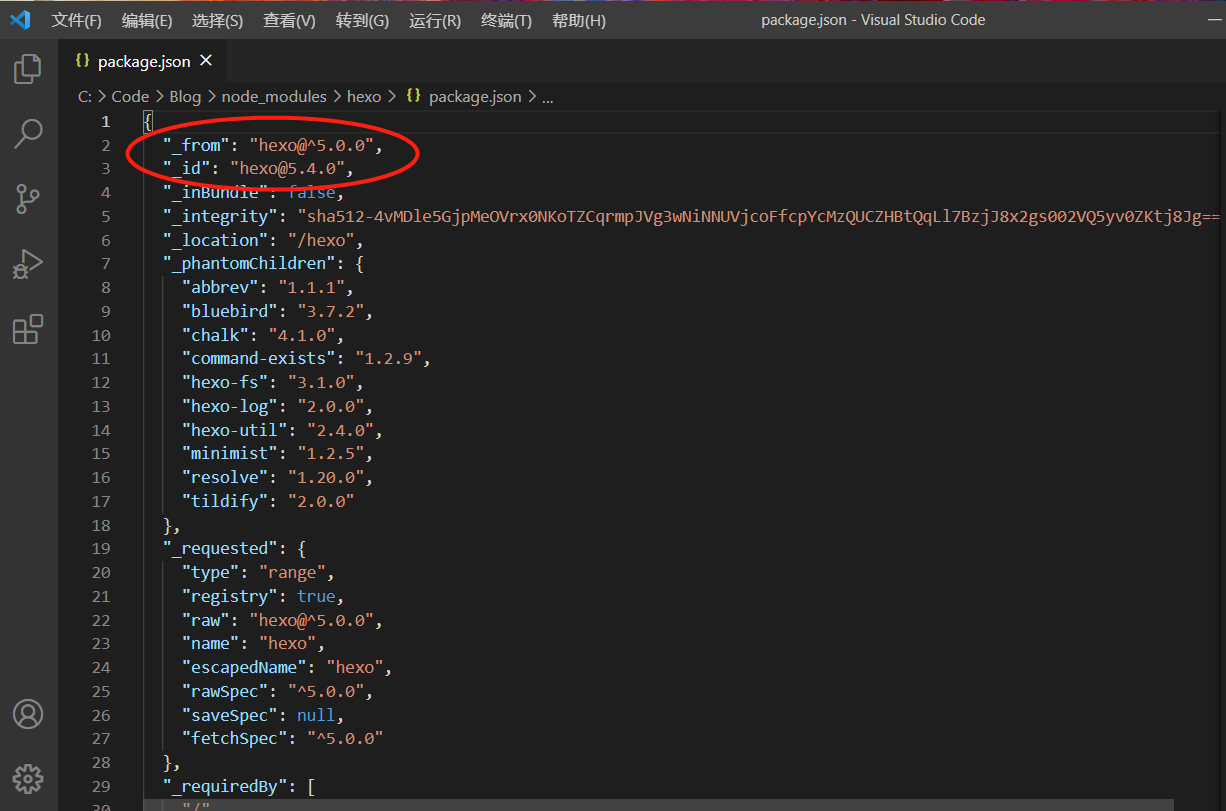 文件(F) 编辑(E) 选择(S) 查看(V) 转到(G) 运行(R) 终端(T) 帮助(H) package.json - Visual Studio Code
{} package.json ×
C: > Code > Blog > node_modules > hexo > {} package.json > ...
1 {
2 "_from": "hexo@^5.0.0",
3 "_id": "hexo@5.4.0",
4 "_inBundle": false,
5 "_integrity": "sha512-4vMDle5GjpMeOVrx0NKoTZCqrmpJVg3wNiNNUVjcoFfcpYcMzQUCZHBtQqLl7BzjJ8x2gs002VQ5yv0ZKtj8Jg==
6 "_location": "/hexo",
7 "_phantomChildren": {
8 "abbrev": "1.1.1",
9 "bluebird": "3.7.2",
10 "chalk": "4.1.0",
11 "command-exists": "1.2.9",
12 "hexo-fs": "3.1.0",
13 "hexo-log": "2.0.0",
14 "hexo-util": "2.4.0",
15 "minimist": "1.2.5",
16 "resolve": "1.20.0",
17 "tildify": "2.0.0"
18 },
19 "_requested": {
20 "type": "range",
21 "registry": true,
22 "raw": "hexo@^5.0.0",
23 "name": "hexo",
24 "escapedName": "hexo",
25 "rawSpec": "^5.0.0",
26 "saveSpec": null,
27 "fetchSpec": "^5.0.0"
28 },
29 "_requiredBy": [
30 "/"